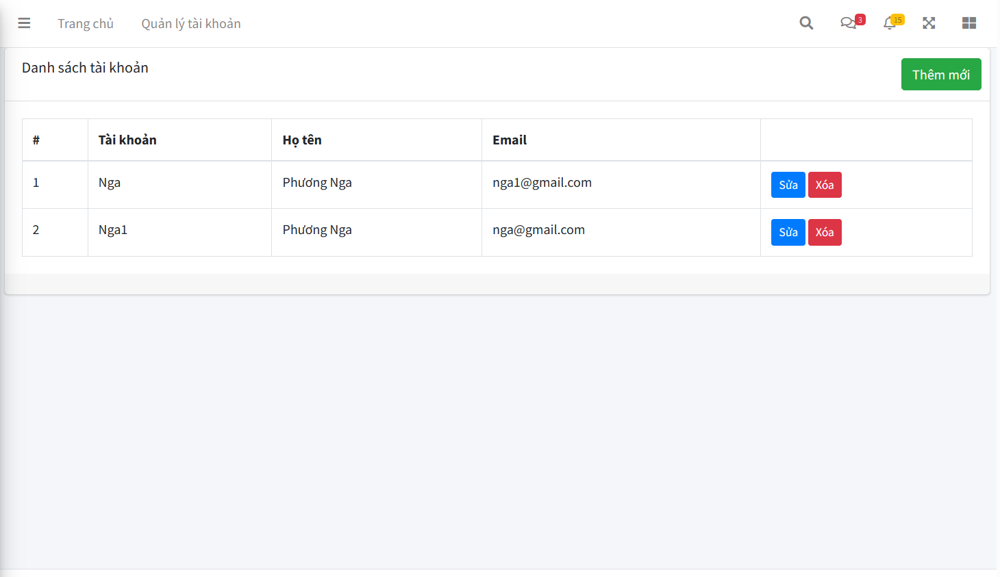 Trang chủ Quản lý tài khoản 3 15
Danh sách tài khoản Thêm mới
# Tài khoản Họ tên Email
1 Nga Phương Nga nga1@gmail.com Sửa Xóa
2 Nga1 Phương Nga nga@gmail.com Sửa Xóa